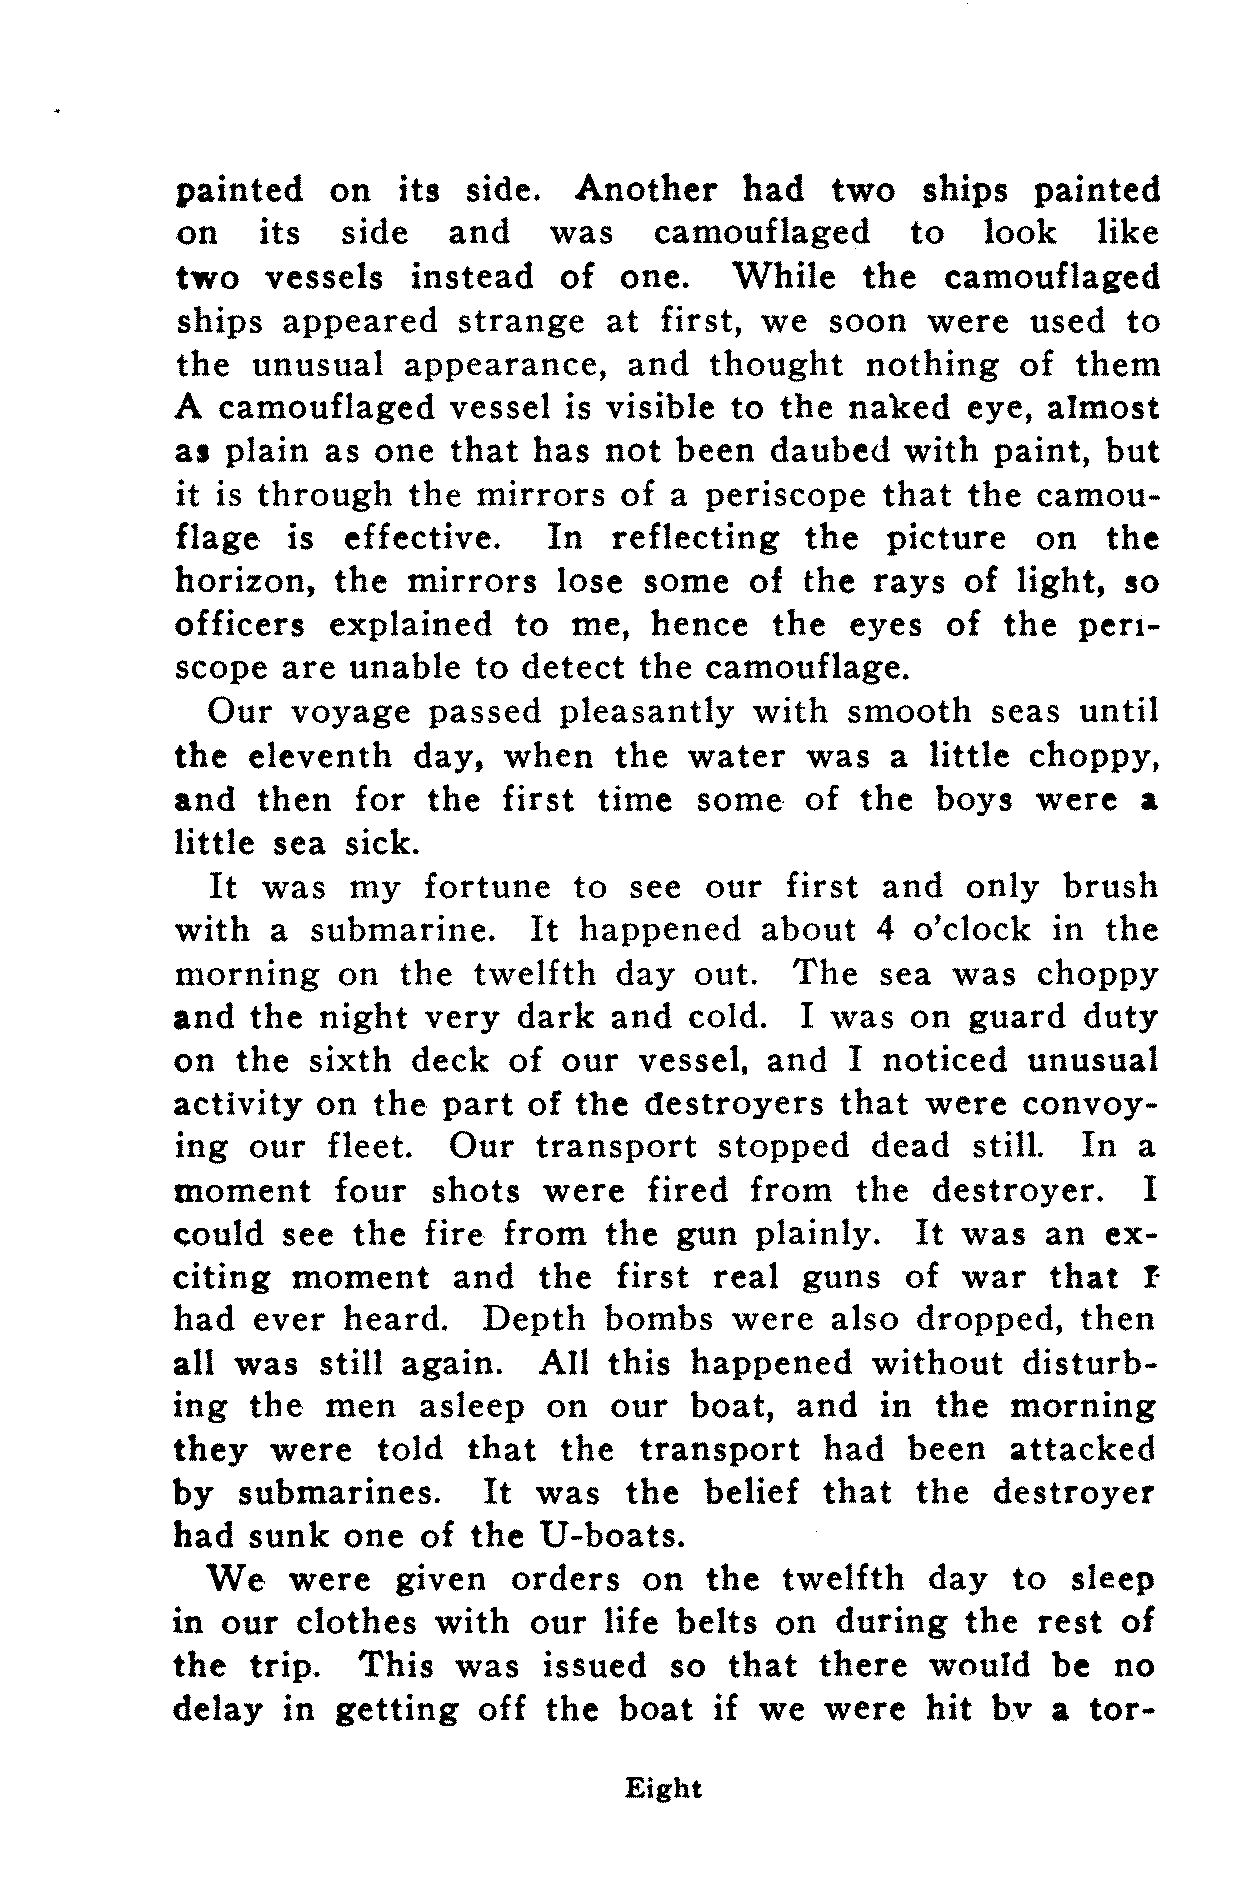 painted on its side. Another had two ships painted
on its side and was camouflaged to look like
two vessels instead of one. While the camouflaged
ships appeared strange at first, we soon were used to
the unusual appearance, and thought nothing of them
A camouflaged vessel is visible to the naked eye, almost
as plain as one that has not been daubed with paint, but
it is through the mirrors of a periscope that the camou-
flage is effective. In reflecting the picture on the
horizon, the mirrors lose some of the rays of light, so
officers explained to me, hence the eyes of the peri-
scope are unable to detect the camouflage.
Our voyage passed pleasantly with smooth seas until
the eleventh day, when the water was a little choppy,
and then for the first time some of the boys were a
little sea sick.
It was my fortune to see our first and only brush
with a submarine. It happened about 4 o'clock in the
morning on the twelfth day out. The sea was choppy
and the night very dark and cold. I was on guard duty
on the sixth deck of our vessel, and I noticed unusual
activity on the part of the destroyers that were convoy-
ing our fleet. Our transport stopped dead still. In a
moment four shots were fired from the destroyer. I
could see the fire from the gun plainly. It was an ex-
citing moment and the first real guns of war that I
had ever heard. Depth bombs were also dropped, then
all was still again. All this happened without disturb-
ing the men asleep on our boat, and in the morning
they were told that the transport had been attacked
by submarines. It was the belief that the destroyer
had sunk one of the U-boats.
We were given orders on the twelfth day to sleep
in our clothes with our life belts on during the rest of
the trip. This was issued so that there would be no
delay in getting off the boat if we were hit by a tor-
Eight